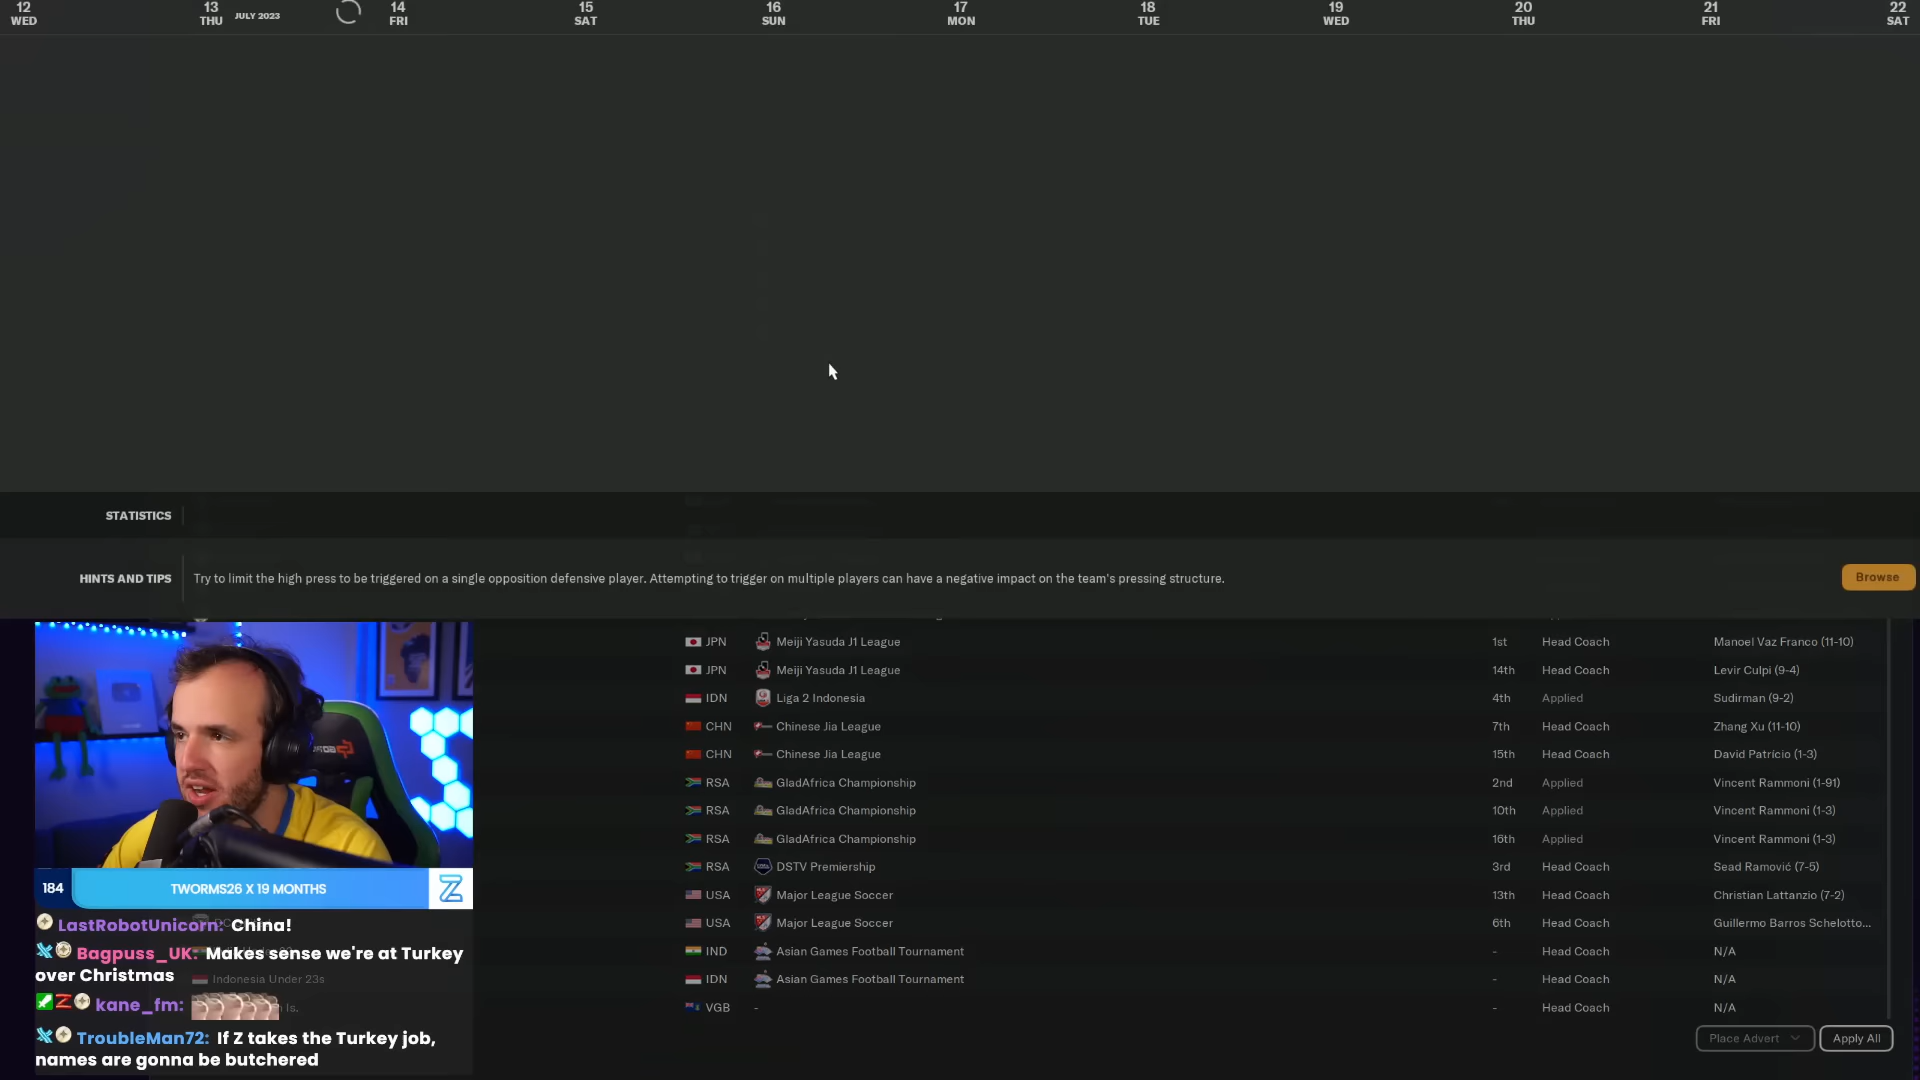 12 13 14 15 16 17 18 19 20 21 22
WED THU JULY 2023 FRI SAT SUN MON TUE WED THU FRI SAT
STATISTICS
HINTS AND TIPS Try to limit the high press to be triggered on a single opposition defensive player. Attempting to trigger on multiple players can have a negative impact on the team's pressing structure. Browse
JPN Meiji Yasuda J1 League 1st Head Coach Manoel Vaz Franco (11-10)
JPN Meiji Yasuda J1 League 14th Head Coach Levir Culpi (9-4)
IDN Liga 2 Indonesia 4th Applied Sudirman (9-2)
CHN Chinese Jia League 7th Head Coach Zhang Xu (11-10)
CHN Chinese Jia League 15th Head Coach David Patrício (1-3)
RSA GladAfrica Championship 2nd Applied Vincent Rammoni (1-91)
RSA GladAfrica Championship 10th Applied Vincent Rammoni (1-3)
RSA GladAfrica Championship 16th Applied Vincent Rammoni (1-3)
RSA DSTV Premiership 3rd Head Coach Sead Ramović (7-5)
USA Major League Soccer 13th Head Coach Christian Lattanzio (7-2)
USA Major League Soccer 6th Head Coach Guillermo Barros Schelotto...
IND Asian Games Football Tournament - Head Coach N/A
IDN Asian Games Football Tournament - Head Coach N/A
VGB - - Head Coach N/A
Place Advert Apply All
184 TWORMS26 X 19 MONTHS Z
LastRobotUnicorn: China!
Bagpuss_UK: Makes sense we're at Turkey
over Christmas
Indonesia Under 23s
kane_fm: Is.
TroubleMan72: If Z takes the Turkey job,
names are gonna be butchered